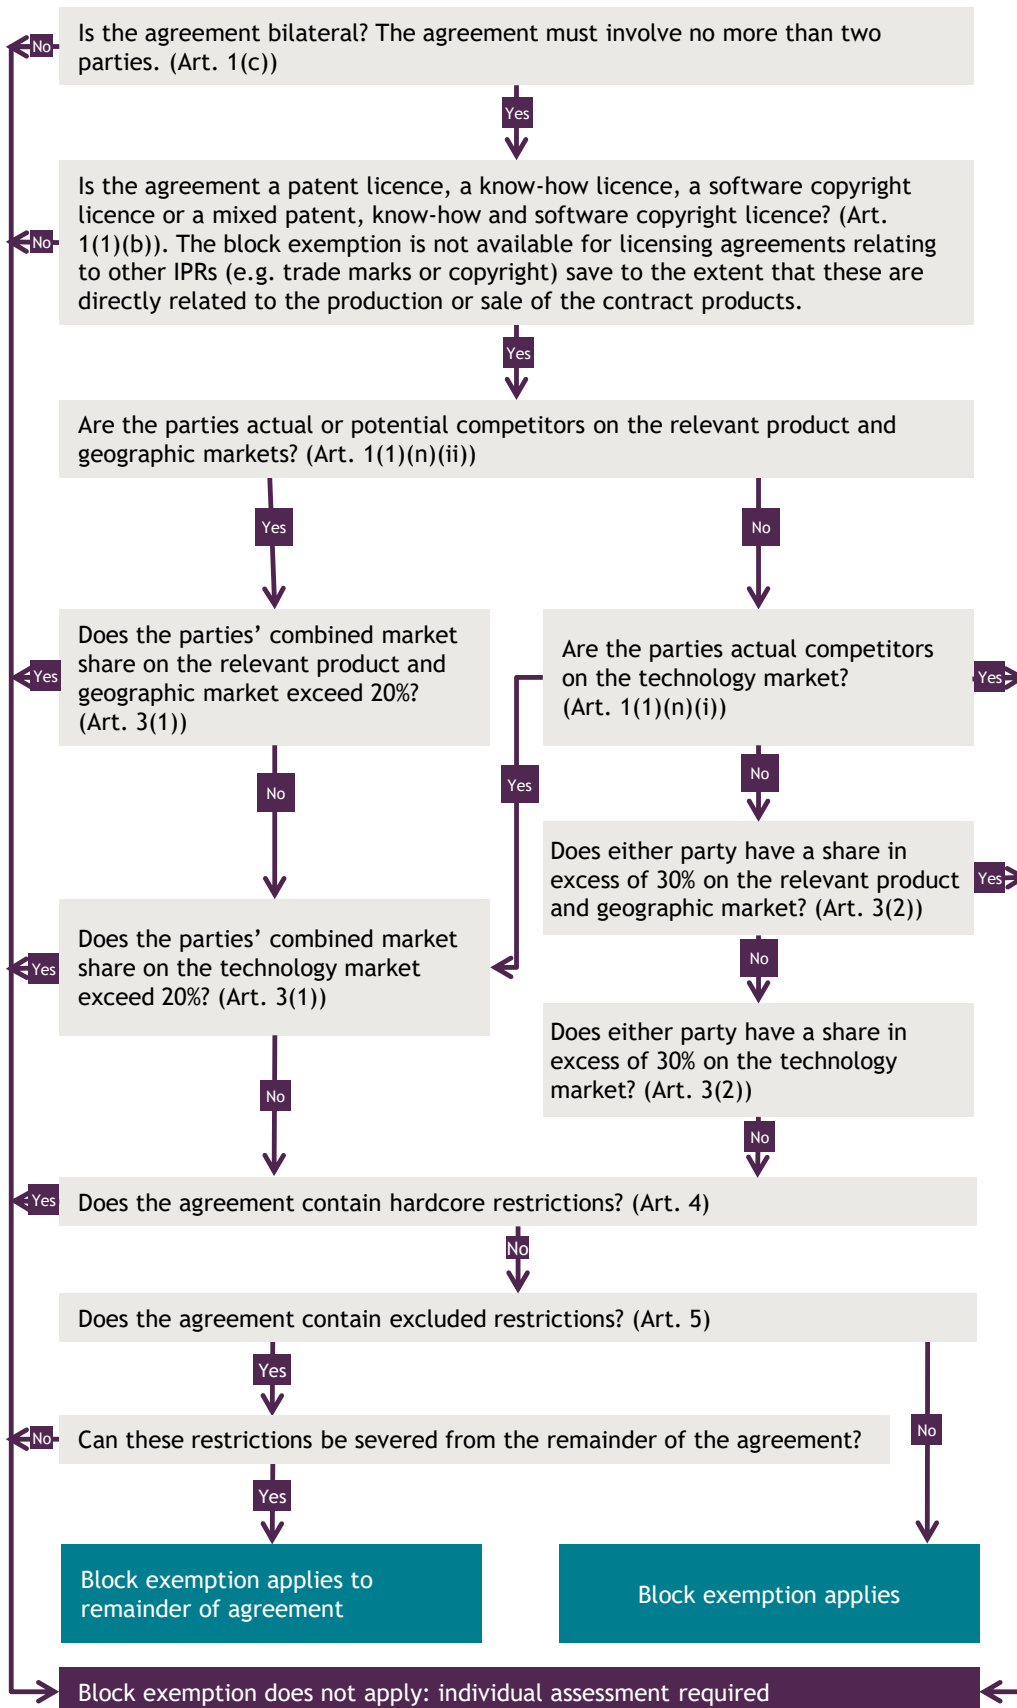 Is the agreement bilateral? The agreement must involve no more than two
parties. (Art. 1(c))
No
Yes
Is the agreement a patent licence, a know-how licence, a software copyright
licence or a mixed patent, know-how and software copyright licence? (Art.
1(1)(b)). The block exemption is not available for licensing agreements relating
to other IPRs (e.g. trade marks or copyright) save to the extent that these are
directly related to the production or sale of the contract products.
No
Yes
Are the parties actual or potential competitors on the relevant product and
geographic markets? (Art. 1(1)(n)(ii))
Yes
No
Does the parties’ combined market
share on the relevant product and
geographic market exceed 20%?
(Art. 3(1))
Yes
No
Are the parties actual competitors
on the technology market?
(Art. 1(1)(n)(i))
Yes
Yes
No
Does either party have a share in
excess of 30% on the relevant product
and geographic market? (Art. 3(2))
Yes
No
Does the parties’ combined market
share on the technology market
exceed 20%? (Art. 3(1))
Yes
No
Does either party have a share in
excess of 30% on the technology
market? (Art. 3(2))
No
Does the agreement contain hardcore restrictions? (Art. 4)
Yes
No
Does the agreement contain excluded restrictions? (Art. 5)
Yes
No
Can these restrictions be severed from the remainder of the agreement?
No
Yes
Block exemption applies to
remainder of agreement
Block exemption applies
Block exemption does not apply: individual assessment required